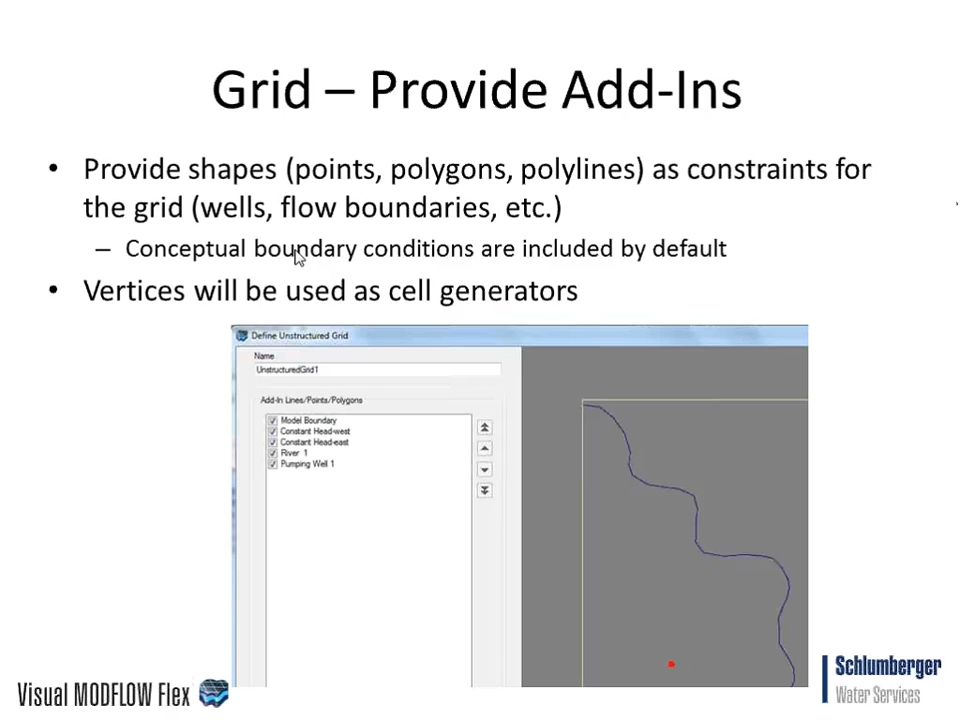 Grid – Provide Add-Ins
• Provide shapes (points, polygons, polylines) as constraints for
the grid (wells, flow boundaries, etc.)
– Conceptual boundary conditions are included by default
• Vertices will be used as cell generators
Define Unstructured Grid
Name
UnstructuredGrid1
Add-In Lines/Points/Polygons
Model Boundary
Constant Head-west
Constant Head-east
River 1
Pumping Well 1
Visual MODFLOW Flex
Schlumberger
Water Services